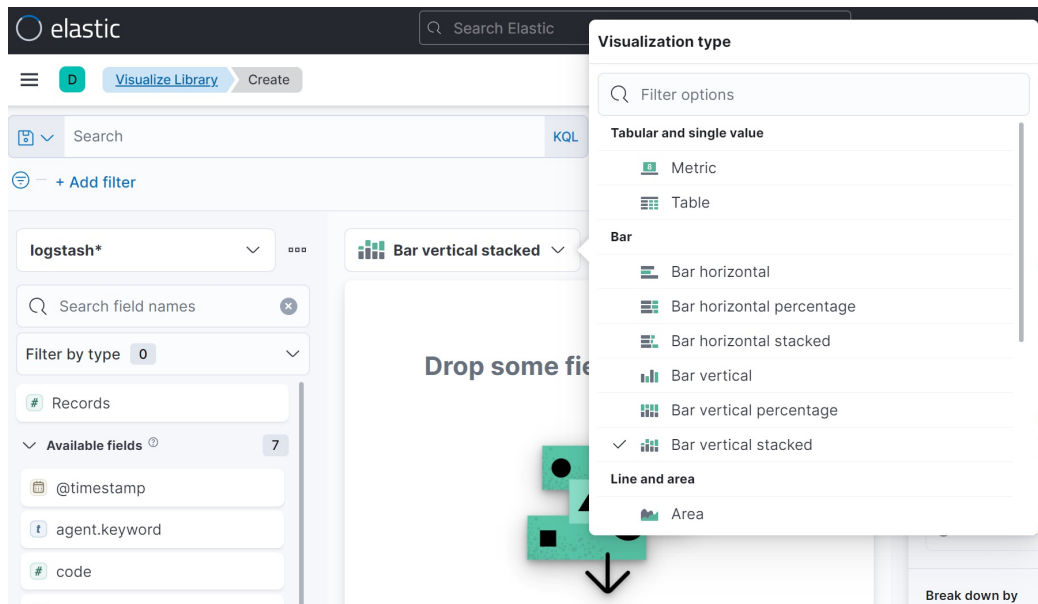 elastic
Search Elastic
D
Visualize Library
Create
Search
KQL
+ Add filter
logstash*
Search field names
Filter by type 0
# Records
Available fields ? 7
@timestamp
t agent.keyword
# code
Bar vertical stacked
Drop some
Visualization type
Filter options
Tabular and single value
8 Metric
Table
Bar
Bar horizontal
Bar horizontal percentage
Bar horizontal stacked
Bar vertical
Bar vertical percentage
Bar vertical stacked
Line and area
Area
Break down by